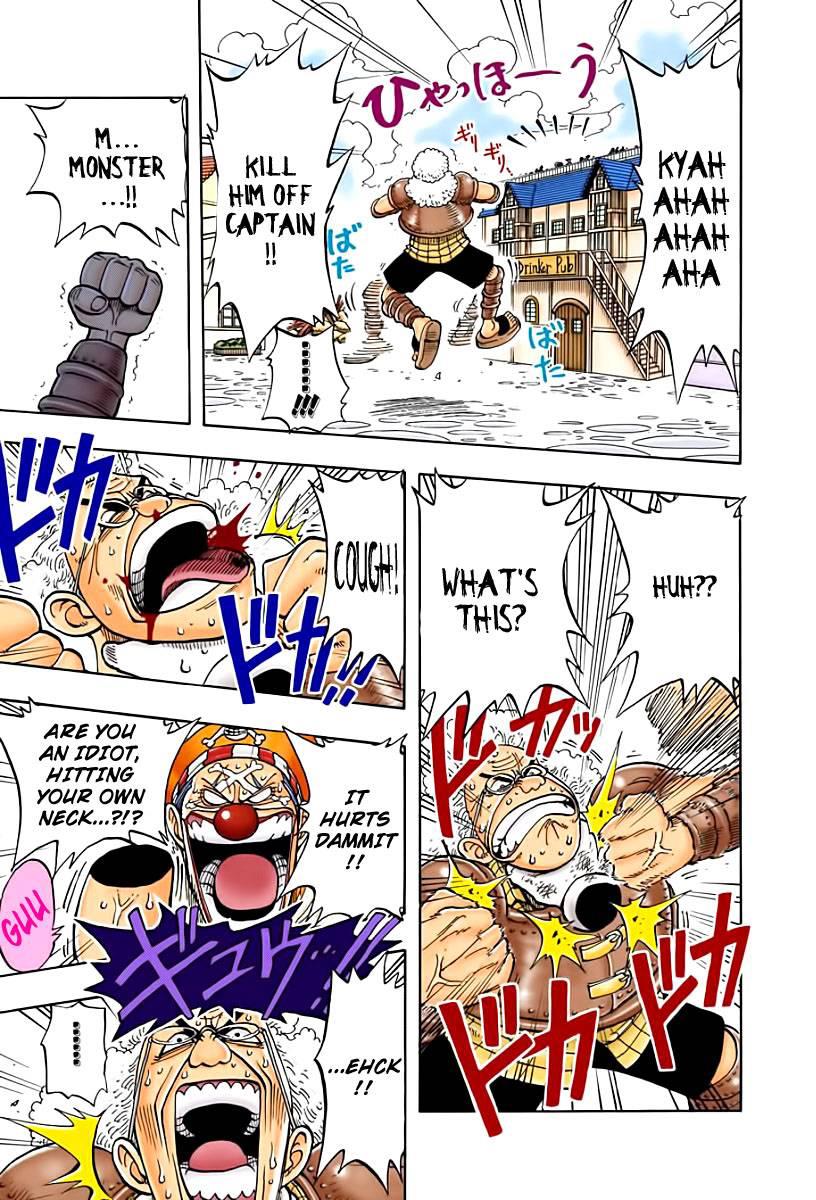 KYAH
AHAH
AHAH
AHA
ひゃっほーう
ギリ
ギリ
ばた
ばた
Drinker Pub
KILL
HIM OFF
CAPTAIN
!!
......!!!
M...
MONSTER
...!!
HUH??
WHAT'S
THIS?
ドカッ
ドカドカ
COUGH!
ドカ
ドカ!!
IT
HURTS
DAMMIT
!!
ARE YOU
AN IDIOT,
HITTING
YOUR OWN
NECK...?!?
GUU
ギュウ...!!
...EHCK
!!
......